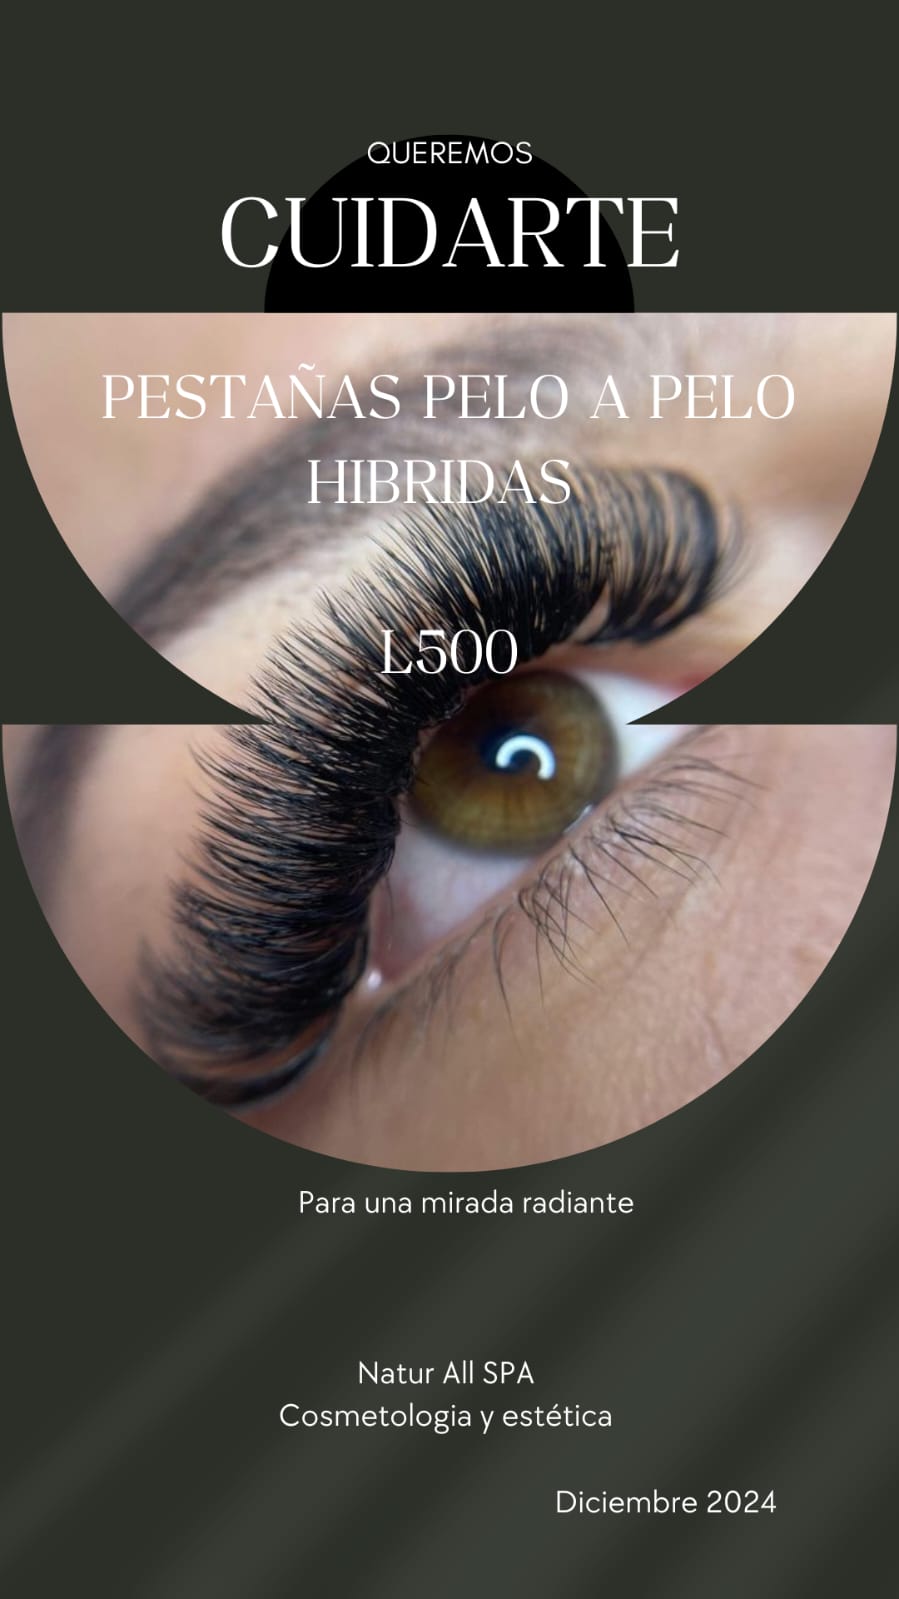 QUEREMOS
CUIDARTE
PESTAÑAS PELO A PELO
HIBRIDAS
L500
Para una mirada radiante
Natur All SPA
Cosmetologia y estética
Diciembre 2024